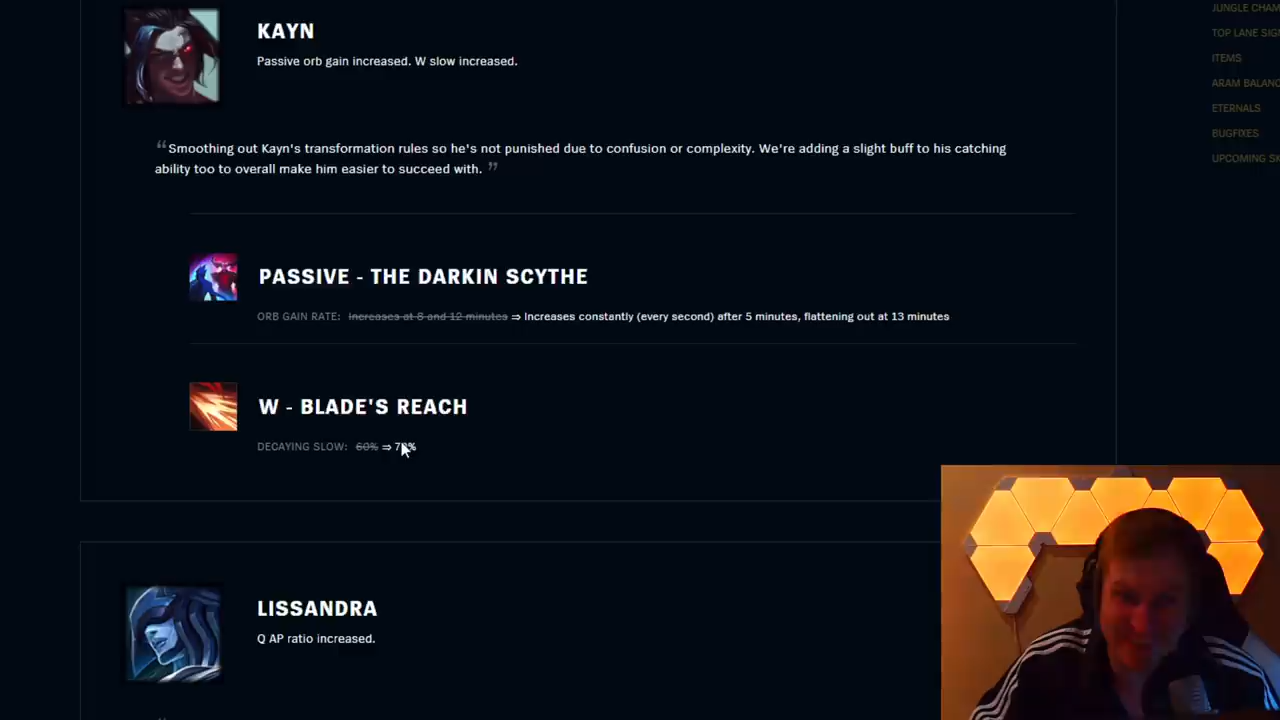 KAYN
Passive orb gain increased. W slow increased.
“Smoothing out Kayn's transformation rules so he's not punished due to confusion or complexity. We're adding a slight buff to his catching
ability too to overall make him easier to succeed with. ”
PASSIVE - THE DARKIN SCYTHE
ORB GAIN RATE: Increases at 8 and 12 minutes ⇒ Increases constantly (every second) after 5 minutes, flattening out at 13 minutes
W - BLADE'S REACH
DECAYING SLOW: 60% ⇒
LISSANDRA
Q AP ratio increased.
JUNGLE CHAM
TOP LANE SIG
ITEMS
ARAM BALANC
ETERNALS
BUGFIXES
UPCOMING SK